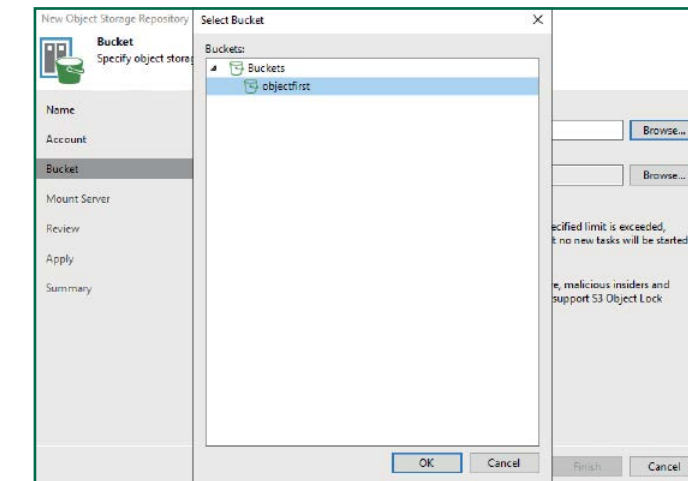 New Object Storage Repository
Bucket
Specify object storag
Name
Account
Bucket
Mount Server
Review
Apply
Summary
Select Bucket
Buckets:
Buckets
objectfirst
OK
Cancel
Browse...
Browse...
ecified limit is exceeded,
t no new tasks will be started
e, malicious insiders and
support S3 Object Lock
Finish
Cancel